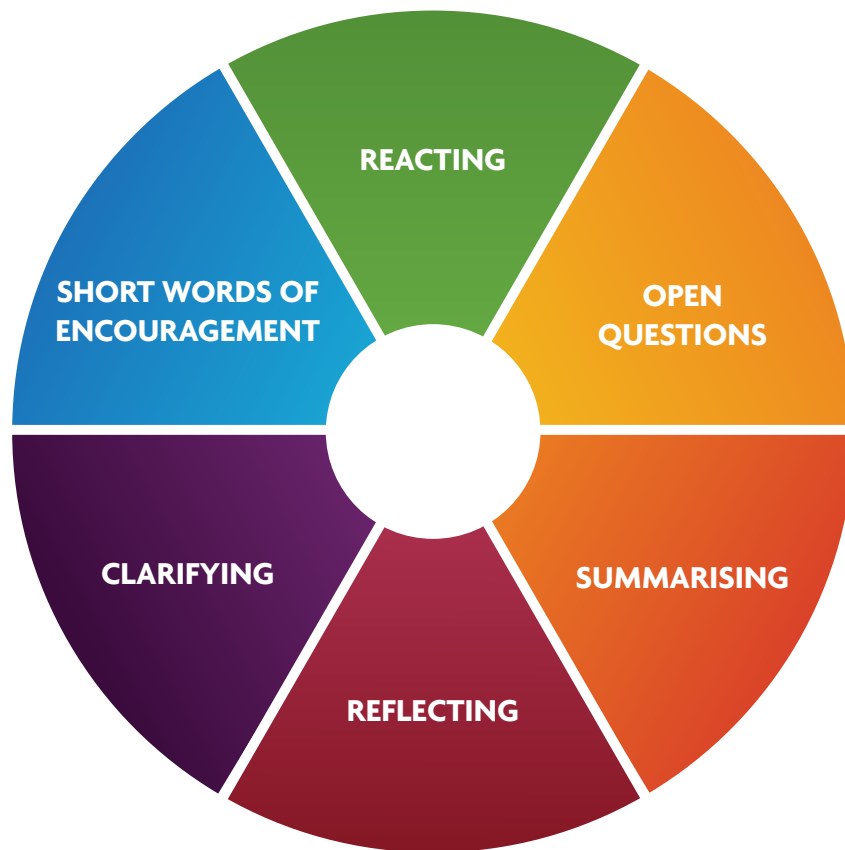 REACTING
OPEN
QUESTIONS
SUMMARISING
REFLECTING
CLARIFYING
SHORT WORDS OF
ENCOURAGEMENT